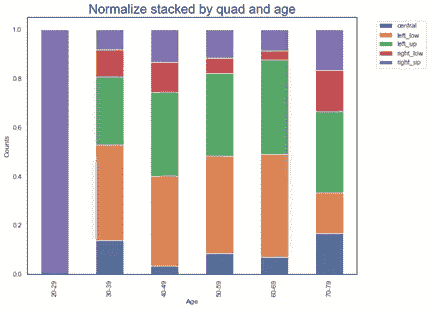 Normalize stacked by quad and age
central
left_low
left_up
right_low
right_up
1.0
0.8
0.6
0.4
0.2
0.0
Counts
20-29
30-39
40-49
50-59
60-69
70-79
Age